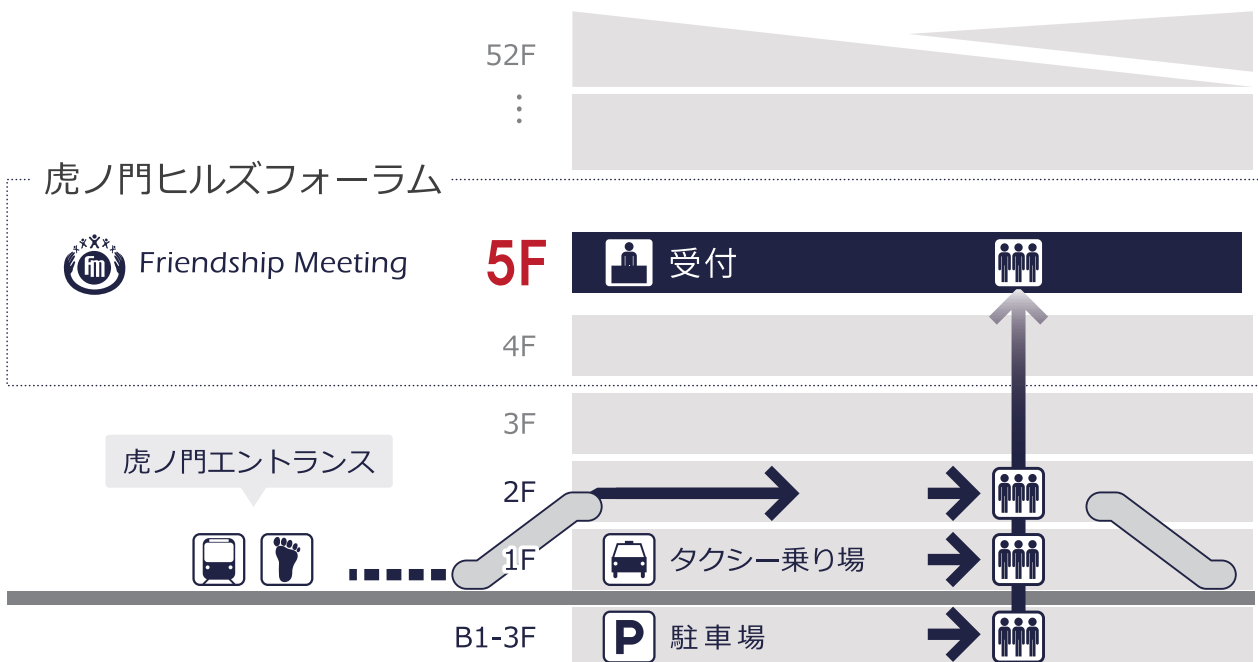 52F
⋮
虎ノ門ヒルズフォーラム
fm Friendship Meeting
5F
受付
4F
3F
虎ノ門エントランス
2F
1F
タクシー乗り場
B1-3F
P
駐車場